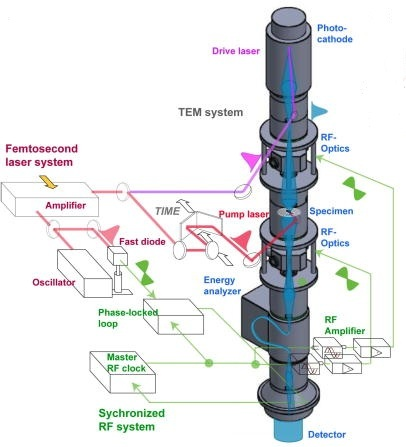 Photo-
cathode
Drive laser
TEM system
RF-
Optics
Femtosecond
laser system
Amplifier
TIME
Pump laser
Specimen
RF-
Optics
Fast diode
Oscillator
Energy
analyzer
Phase-locked
loop
RF
Amplifier
Master
RF clock
Sychronized
RF system
Detector